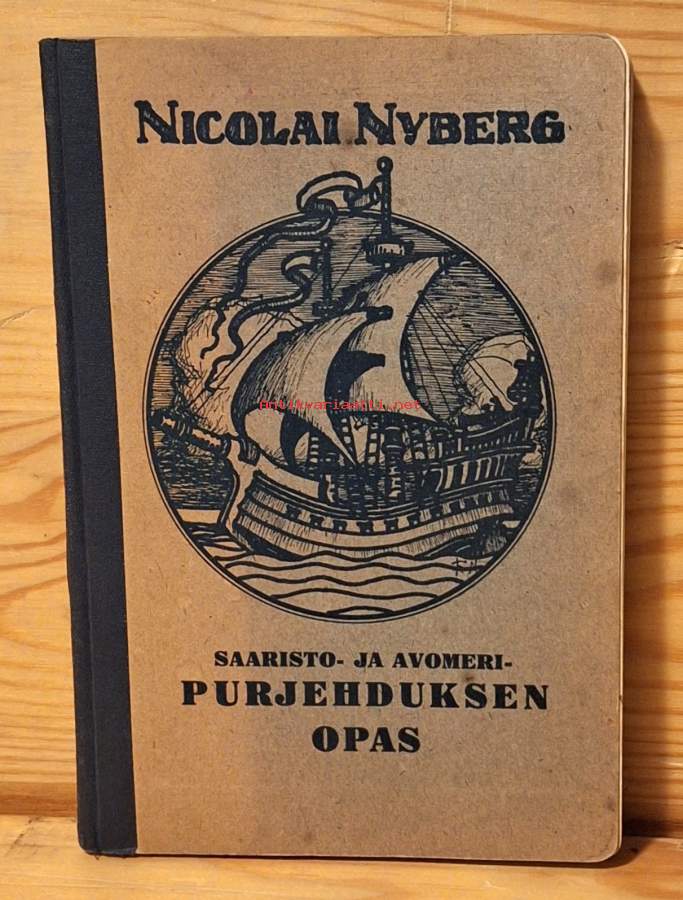 NICOLAI NYBERG
Antikvariaatti.net
SAARISTO- JA AVOMERI-
PURJEHDUKSEN
OPAS